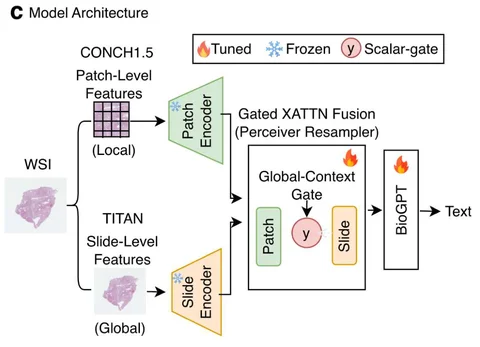 C Model Architecture
Tuned
Frozen
y
Scalar-gate
CONCH1.5
Patch-Level
Features
(Local)
Patch
Encoder
WSI
TITAN
Slide-Level
Features
(Global)
Slide
Encoder
Gated XATTN Fusion
(Perceiver Resampler)
Global-Context
Gate
Patch
y
Slide
BioGPT
Text